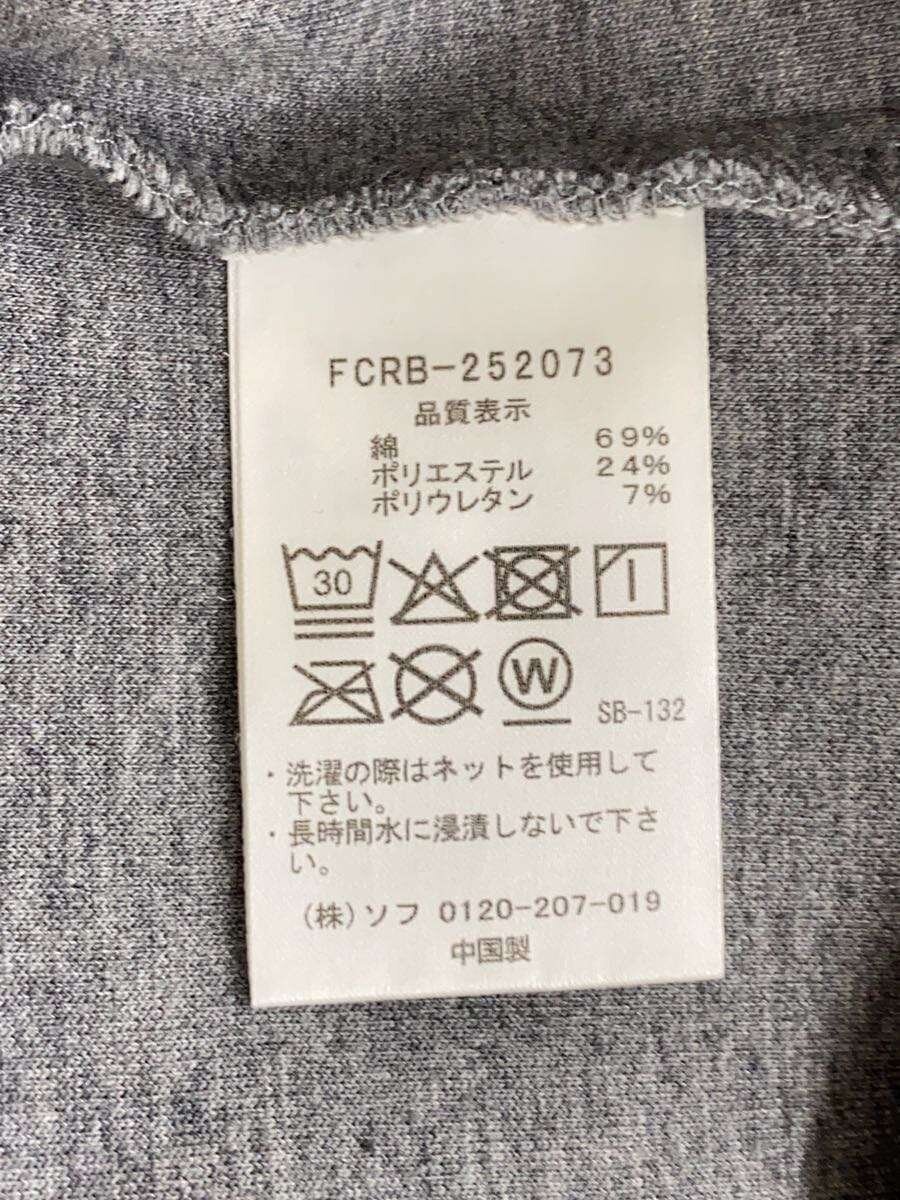 FCRB-252073
品質表示
綿 69%
ポリエステル 24%
ポリウレタン 7%
30
W SB-132
・洗濯の際はネットを使用して
下さい。
・長時間水に浸漬しないで下さ
い。
(株)ソフ 0120-207-019
中国製